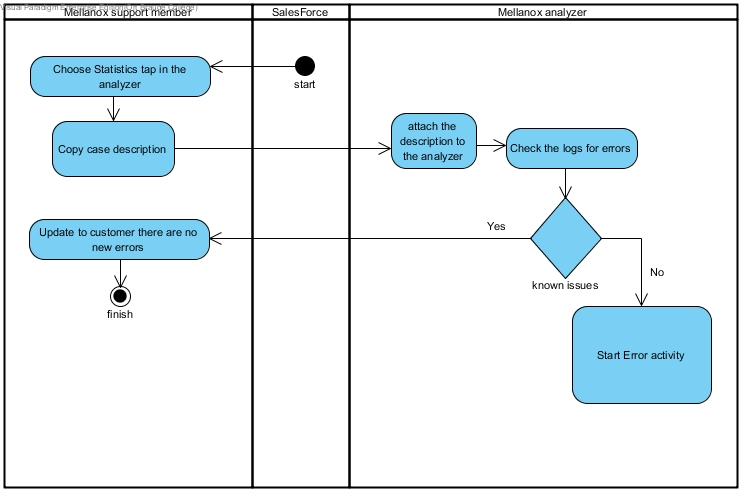 Mellanox support member
SalesForce
Mellanox analyzer
Choose Statistics tap in the
analyzer
start
Copy case description
attach the
description to
the analyzer
Check the logs for errors
Update to customer there are no
new errors
Yes
No
known issues
finish
Start Error activity